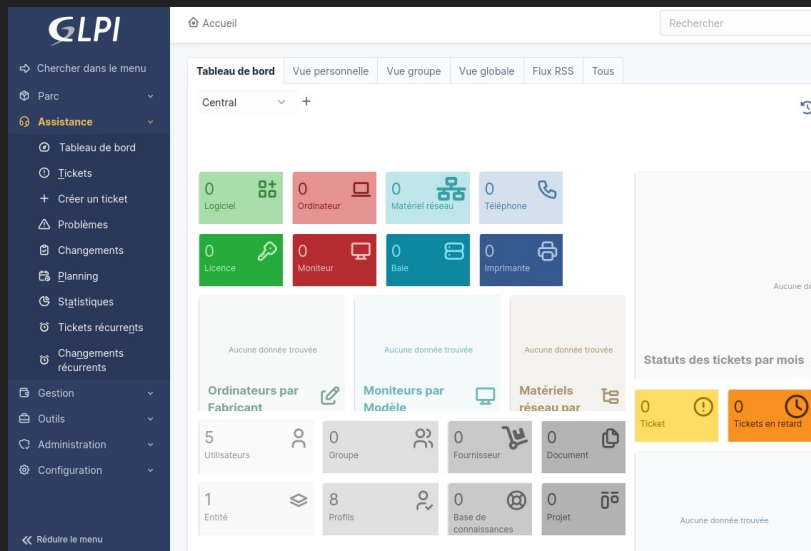 GLPI
Accueil
Rechercher
Chercher dans le menu
Parc
Assistance
Tableau de bord
Tickets
Créer un ticket
Problèmes
Changements
Planning
Statistiques
Tickets récurrents
Changements
récurrents
Gestion
Outils
Administration
Configuration
Réduire le menu
Tableau de bord Vue personnelle Vue groupe Vue globale Flux RSS Tous
Central +
0
Logiciel
0
Ordinateur
0
Matériel réseau
0
Téléphone
0
Licence
0
Moniteur
0
Baie
0
Imprimante
Aucune donnée trouvée
Ordinateurs par
Fabricant
Aucune donnée trouvée
Moniteurs par
Modèle
Aucune donnée trouvée
Matériels
réseau par
5
Utilisateurs
0
Groupe
0
Fournisseur
0
Document
1
Entité
8
Profils
0
Base de
connaissances
0
Projet
Aucune do
Statuts des tickets par mois
0
Ticket
0
Tickets en retard
Aucune donnée trouvée